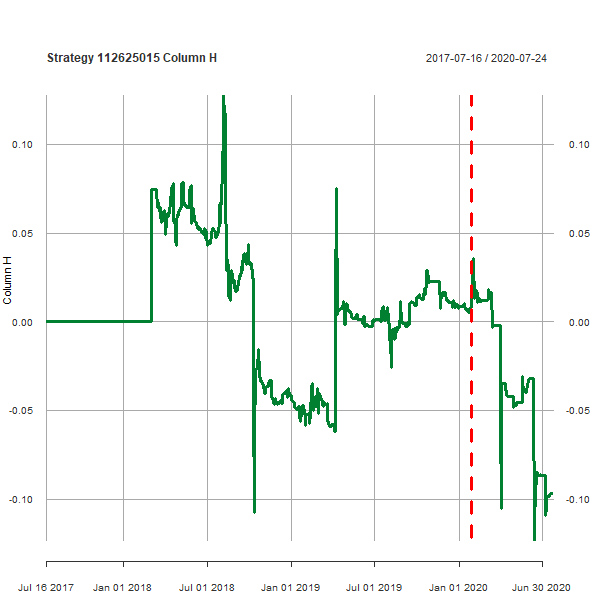 Strategy 112625015 Column H
2017-07-16 / 2020-07-24
0.10
0.10
0.05
0.05
Column H
0.00
0.00
-0.05
-0.05
-0.10
-0.10
Jul 16 2017
Jan 01 2018
Jul 01 2018
Jan 01 2019
Jul 01 2019
Jan 01 2020
Jun 30 2020